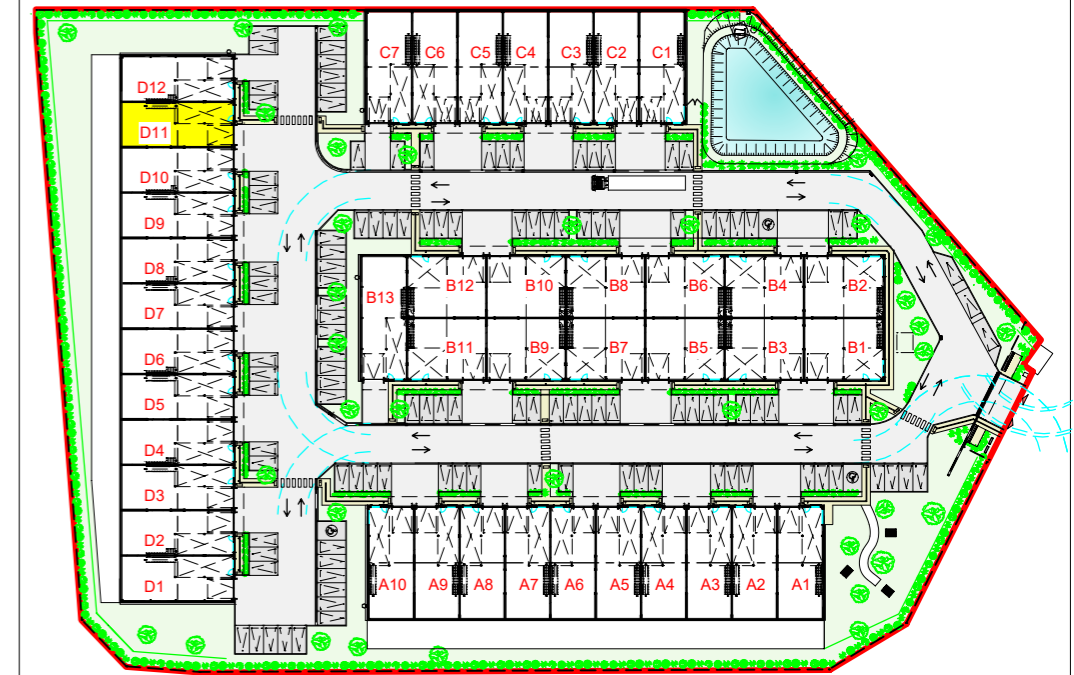 C7 C6 C5 C4 C3 C2 C1
D12
D11
D10
D9
D8
D7
D6
D5
D4
D3
D2
D1
B13 B12 B10 B8 B6 B4 B2
B11 B9 B7 B5 B3 B1
A10 A9 A8 A7 A6 A5 A4 A3 A2 A1